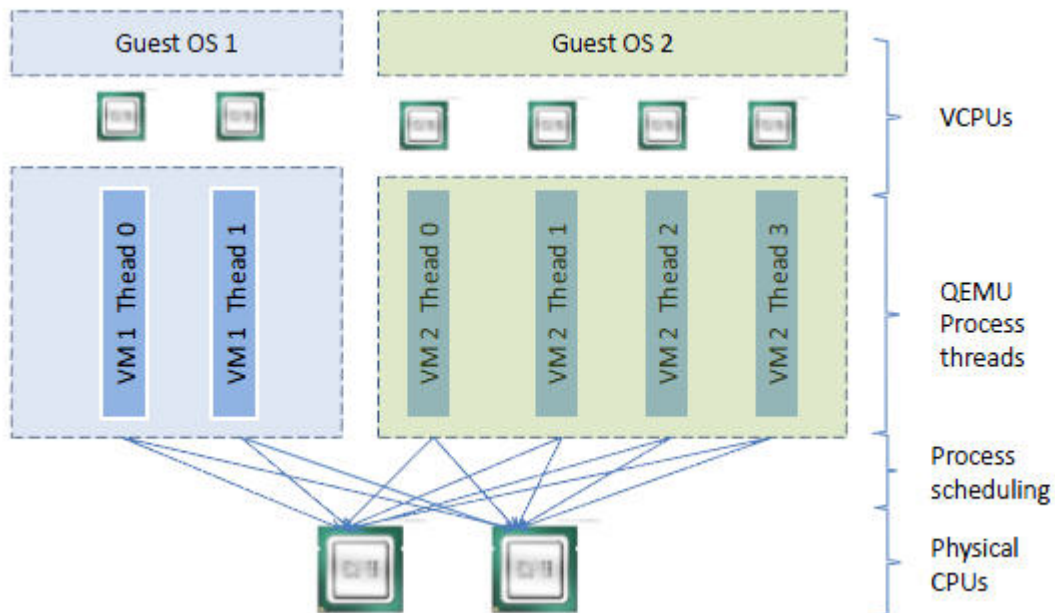 Guest OS 1
Guest OS 2
VCPUs
VM 1 Thead 0
VM 1 Thead 1
VM 2 Thead 0
VM 2 Thead 1
VM 2 Thead 2
VM 2 Thead 3
QEMU
Process
threads
Process
scheduling
Physical
CPUs